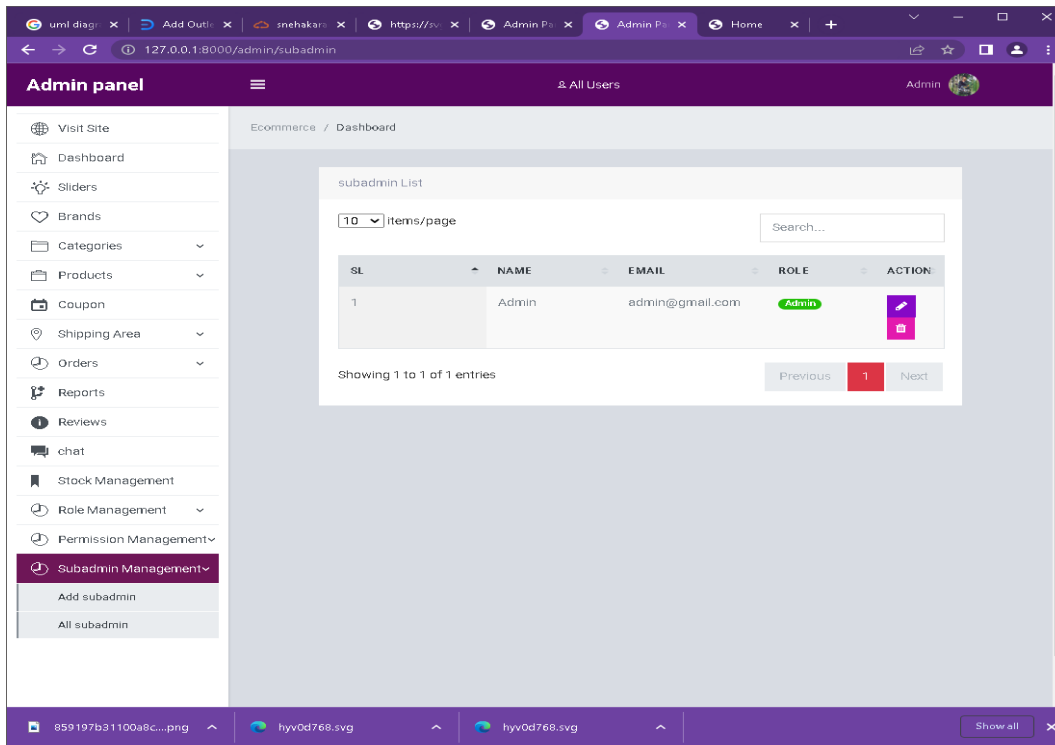 uml diagr
Add Outle
snehakara
https://sv
Admin Pa
Admin Pa
Home
127.0.0.1:8000/admin/subadmin
Admin panel
All Users
Admin
Visit Site
Dashboard
Sliders
Brands
Categories
Products
Coupon
Shipping Area
Orders
Reports
Reviews
chat
Stock Management
Role Management
Permission Management
Subadmin Management
Add subadmin
All subadmin
Ecommerce / Dashboard
subadmin List
10 items/page
Search...
SL NAME EMAIL ROLE ACTION
1 Admin admin@gmail.com Admin
Showing 1 to 1 of 1 entries
Previous 1 Next
859197b31100a8c....png
hyv0d768.svg
hyv0d768.svg
Show all